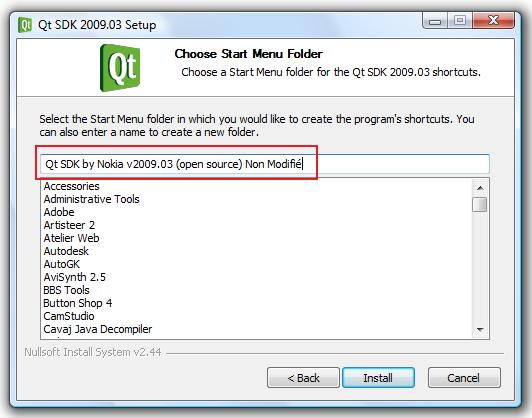 Qt SDK 2009.03 Setup
Qt
Choose Start Menu Folder
Choose a Start Menu folder for the Qt SDK 2009.03 shortcuts.
Select the Start Menu folder in which you would like to create the program's shortcuts. You
can also enter a name to create a new folder.
Qt SDK by Nokia v2009.03 (open source) Non Modifié
Accessories
Administrative Tools
Adobe
Artisteer 2
Atelier Web
Autodesk
AutoGK
AviSynth 2.5
BBS Tools
Button Shop 4
CamStudio
Cavaj Java Decompiler
Nullsoft Install System v2.44
< Back
Install
Cancel